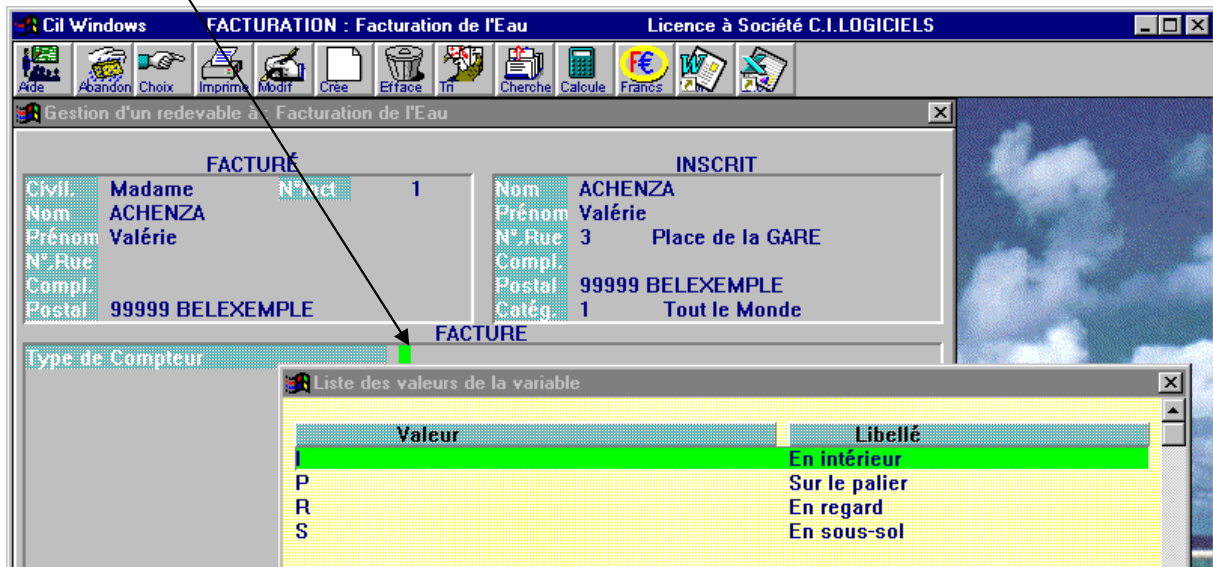 Cil Windows FACTURATION : Facturation de l'Eau Licence à Société C.I.LOGICIELS
Aide Abandon Choix Imprime Modif Crèe Efface Tri Cherche Calcule Francs
Gestion d'un redevable à : Facturation de l'Eau
FACTURÉ
Civil. Madame N°fact 1
Nom ACHENZA
Prénom Valérie
N°,Rue
Compl.
Postal 99999 BELEXEMPLE
INSCRIT
Nom ACHENZA
Prénom Valérie
N°,Rue 3 Place de la GARE
Compl.
Postal 99999 BELEXEMPLE
Catég. 1 Tout le Monde
FACTURE
Type de Compteur
Liste des valeurs de la variable
Valeur Libellé
I En intérieur
P Sur le palier
R En regard
S En sous-sol